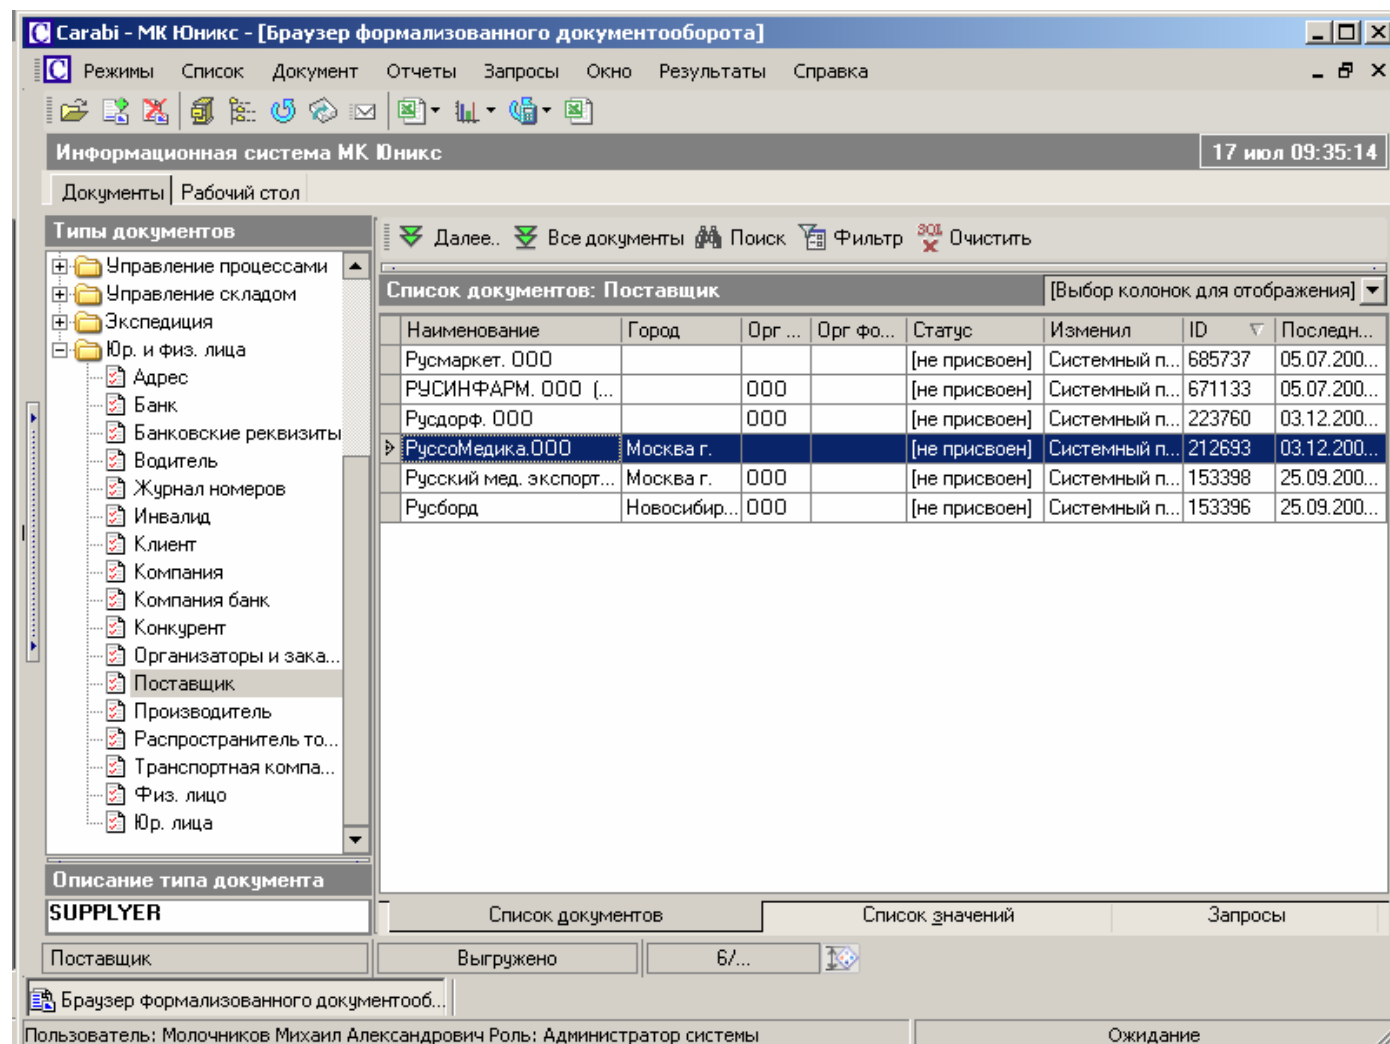 Carabi - МК Юникс - [Браузер формализованного документооборота]
Режимы Список Документ Отчеты Запросы Окно Результаты Справка
Информационная система МК Юникс 17 июл 09:35:14
Документы Рабочий стол
Типы документов
Управление процессами
Управление складом
Экспедиция
Юр. и физ. лица
Адрес
Банк
Банковские реквизиты
Водитель
Журнал номеров
Инвалид
Клиент
Компания
Компания банк
Конкурент
Организаторы и зака...
Поставщик
Производитель
Распространитель то...
Транспортная компа...
Физ. лицо
Юр. лица
Описание типа документа
SUPPLYER
Далее.. Все документы Поиск Фильтр SQL Очистить
Список документов: Поставщик [Выбор колонок для отображения]
Наименование Город Орг ... Орг фо... Статус Изменил ID Последн...
Русмаркет. ООО [не присвоен] Системный п... 685737 05.07.200...
РУСИНФАРМ. ООО (... ООО [не присвоен] Системный п... 671133 05.07.200...
Русдорф. ООО ООО [не присвоен] Системный п... 223760 03.12.200...
РуссоМедика.ООО Москва г. [не присвоен] Системный п... 212693 03.12.200...
Русский мед. экспорт... Москва г. ООО [не присвоен] Системный п... 153398 25.09.200...
Русборд Новосибир... ООО [не присвоен] Системный п... 153396 25.09.200...
Список документов Список значений Запросы
Поставщик Выгружено 6/...
Браузер формализованного документооб...
Пользователь: Молочников Михаил Александрович Роль: Администратор системы Ожидание